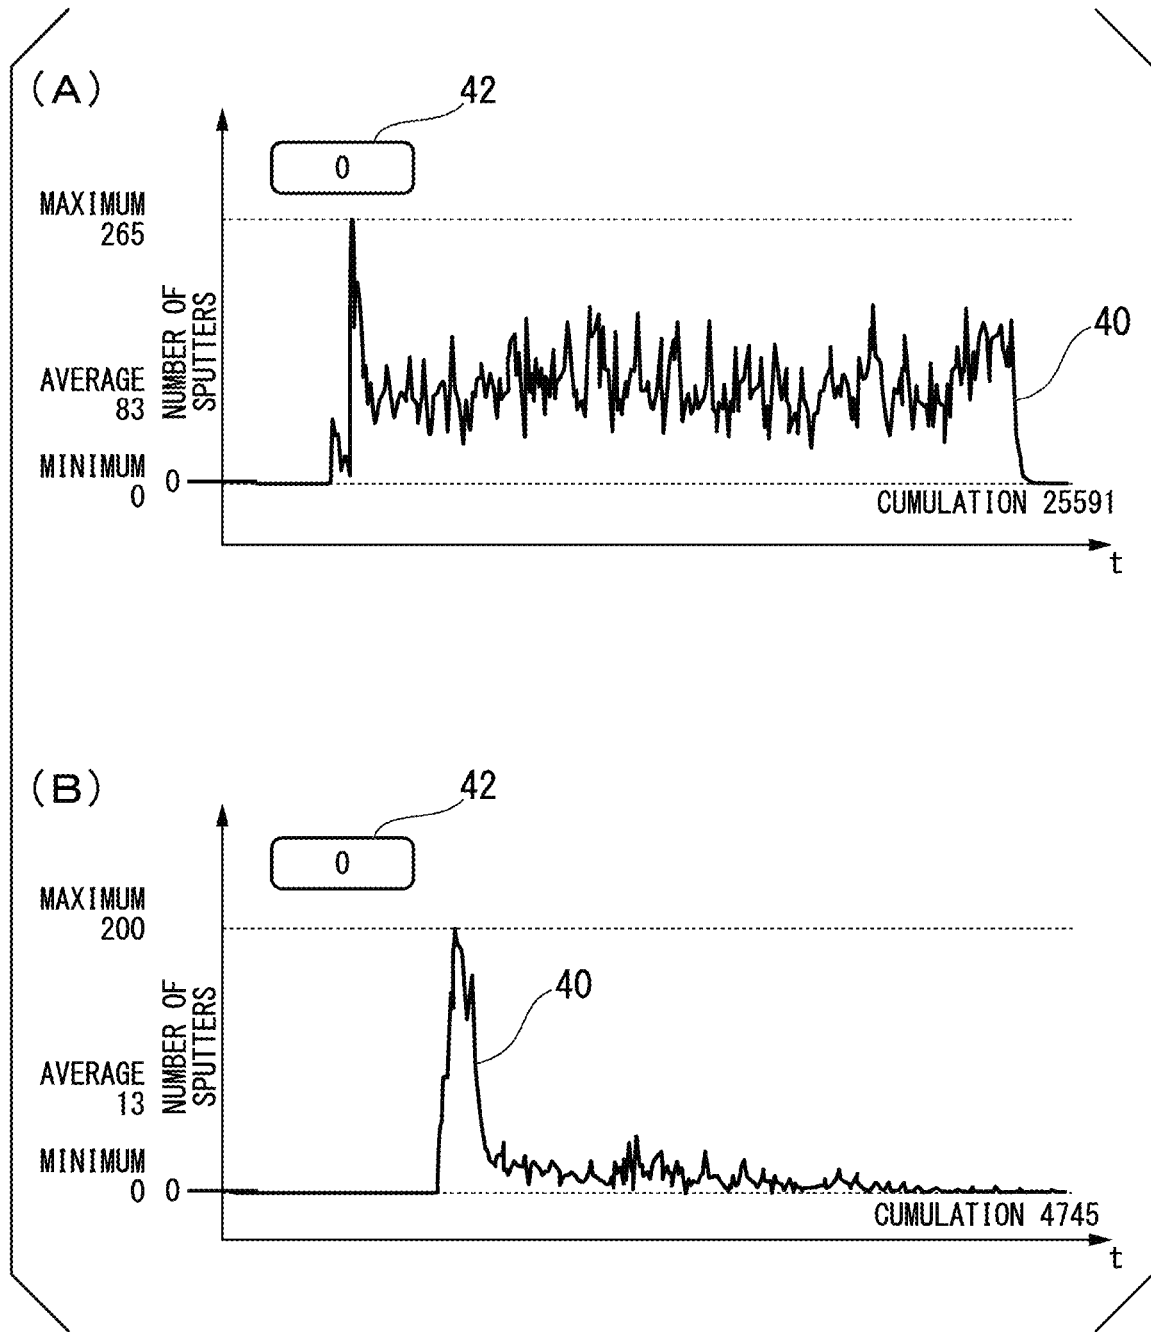 (A)
42
0
MAXIMUM
265
NUMBER OF
SPUTTERS
40
AVERAGE
83
MINIMUM
0
0
CUMULATION 25591
t
(B)
42
0
MAXIMUM
200
NUMBER OF
SPUTTERS
40
AVERAGE
13
MINIMUM
0
0
CUMULATION 4745
t